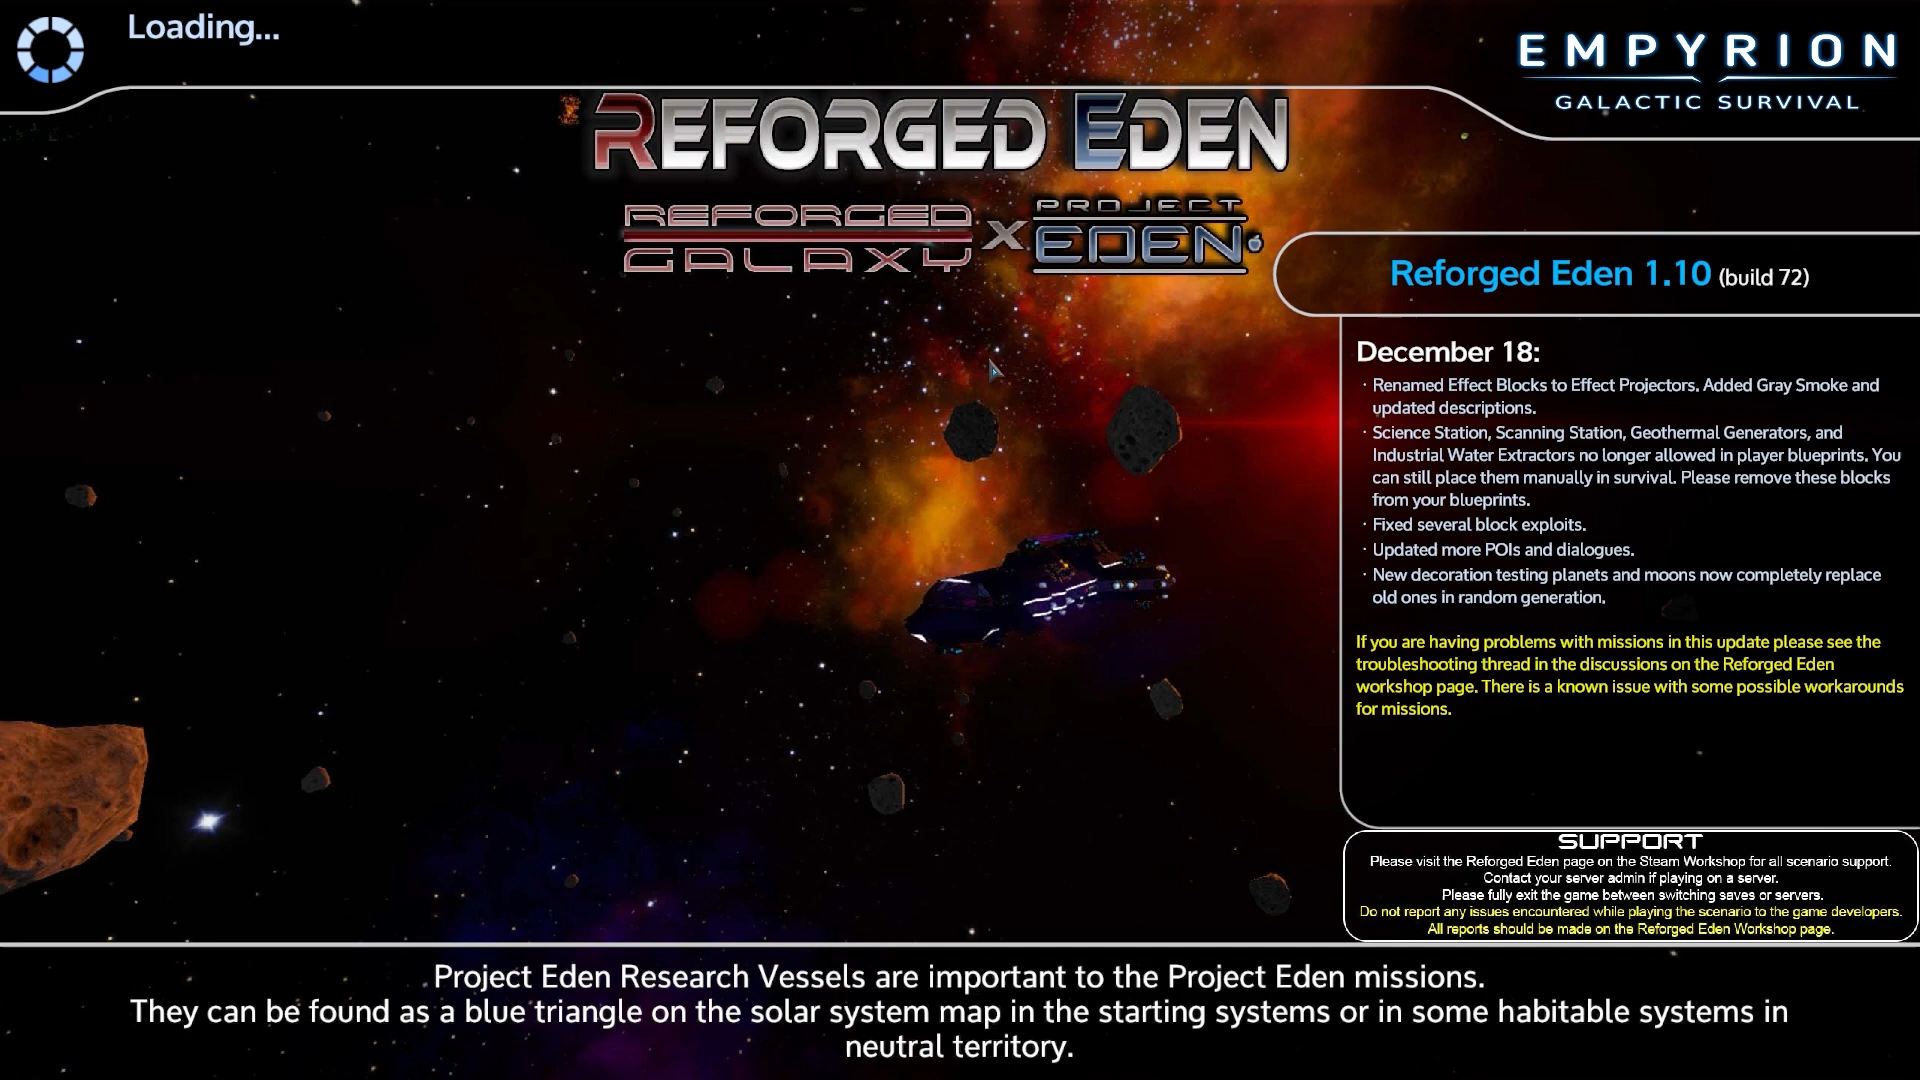 Loading...
EMPYRION
GALACTIC SURVIVAL
REFORGED EDEN
REFORGED
GALAXY
X
PROJECT
EDEN
Reforged Eden 1.10 (build 72)
December 18:
· Renamed Effect Blocks to Effect Projectors. Added Gray Smoke and
updated descriptions.
· Science Station, Scanning Station, Geothermal Generators, and
Industrial Water Extractors no longer allowed in player blueprints. You
can still place them manually in survival. Please remove these blocks
from your blueprints.
· Fixed several block exploits.
· Updated more POIs and dialogues.
· New decoration testing planets and moons now completely replace
old ones in random generation.
If you are having problems with missions in this update please see the
troubleshooting thread in the discussions on the Reforged Eden
workshop page. There is a known issue with some possible workarounds
for missions.
SUPPORT
Please visit the Reforged Eden page on the Steam Workshop for all scenario support.
Contact your server admin if playing on a server.
Please fully exit the game between switching saves or servers.
Do not report any issues encountered while playing the scenario to the game developers.
All reports should be made on the Reforged Eden Workshop page.
Project Eden Research Vessels are important to the Project Eden missions.
They can be found as a blue triangle on the solar system map in the starting systems or in some habitable systems in
neutral territory.